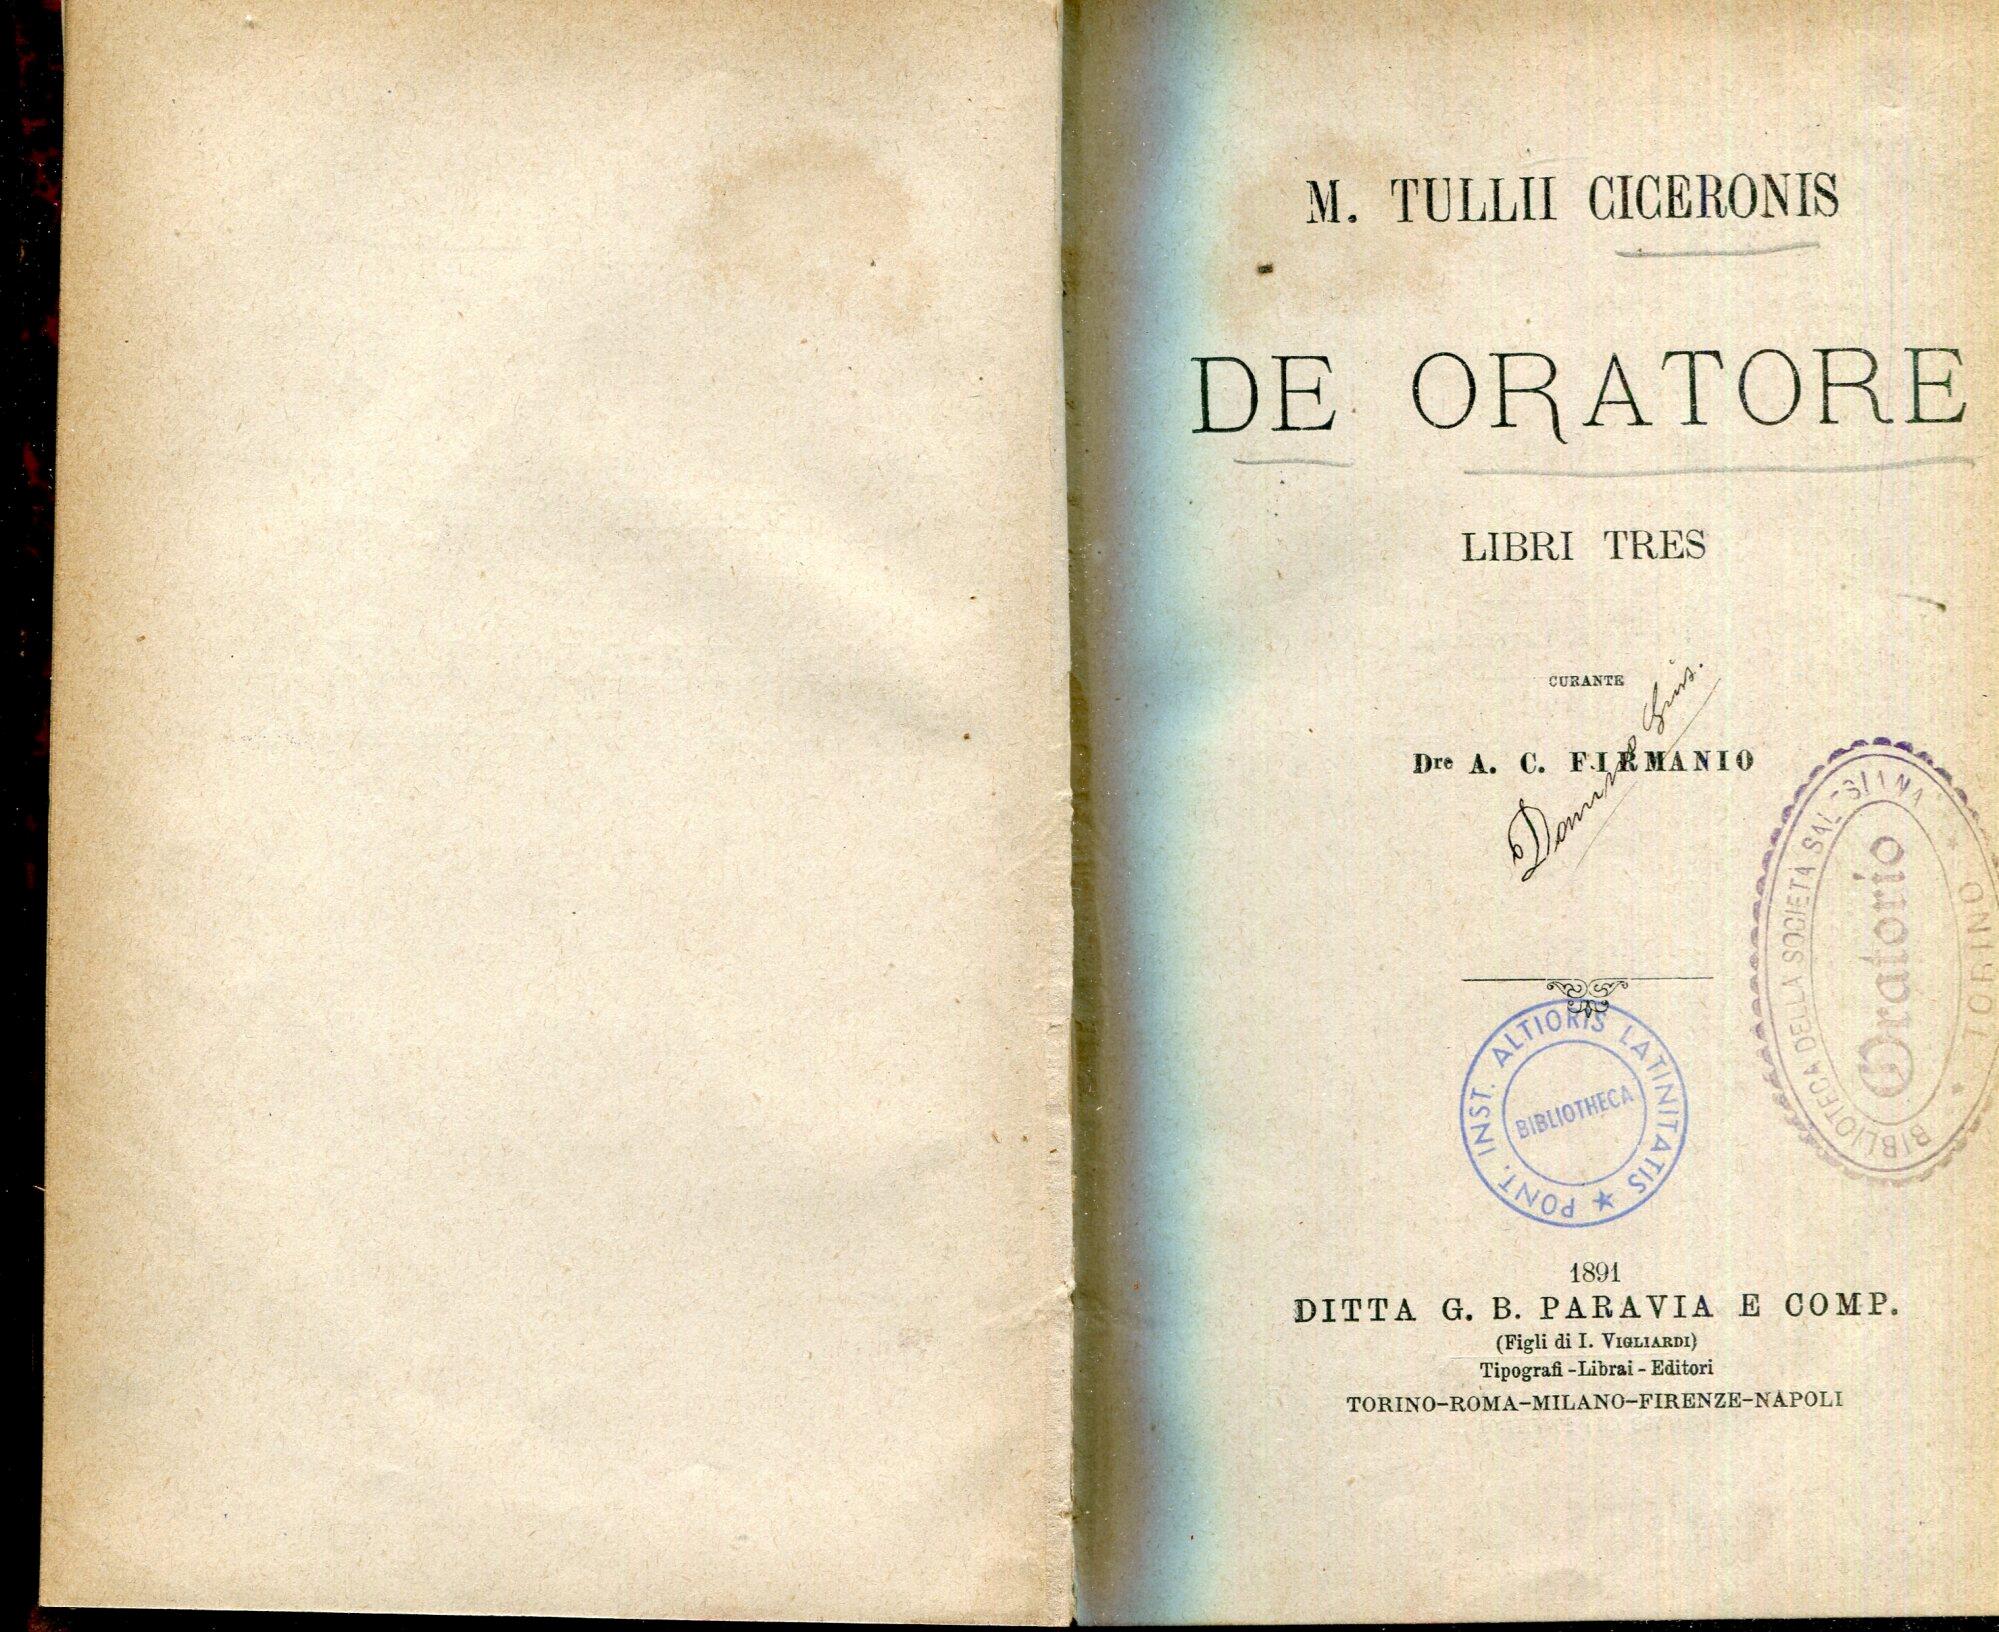 M. TULLII CICERONIS
DE ORATORE
LIBRI TRES
CURANTE
Dre A. C. FIRMANIO
BIBLIOTECA DELLA SOCIETÀ SALESIANA
Oratorio
* TORINO
PONT. INST. ALTIORIS LATINITATIS ★
BIBLIOTHECA
1891
DITTA G. B. PARAVIA E COMP.
(Figli di I. VIGLIARDI)
Tipografi - Librai - Editori
TORINO-ROMA-MILANO-FIRENZE-NAPOLI